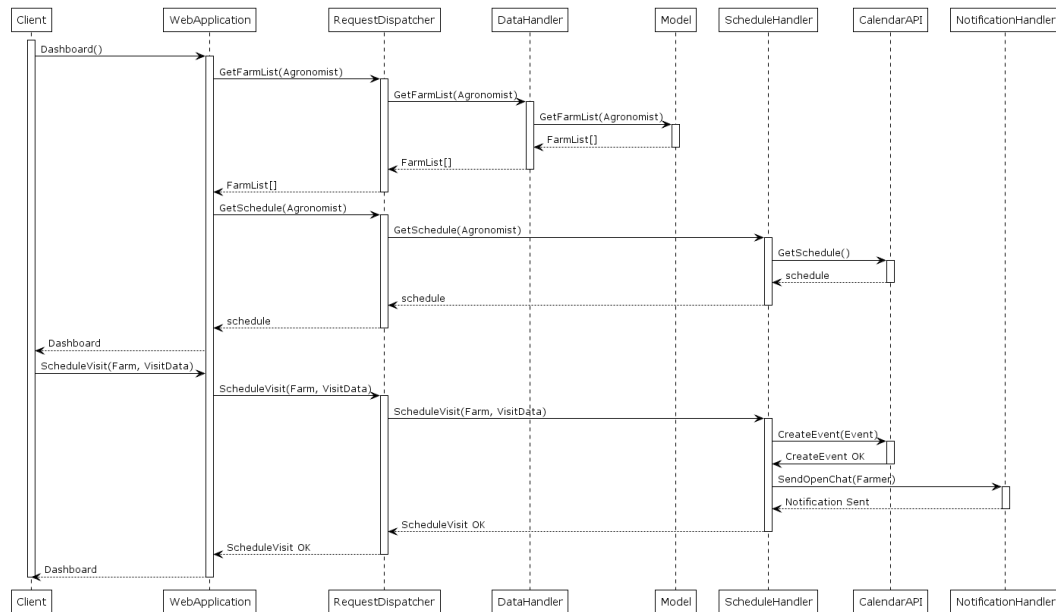 Client WebApplication RequestDispatcher DataHandler Model ScheduleHandler CalendarAPI NotificationHandler
Dashboard()
GetFarmList(Agronomist)
GetFarmList(Agronomist)
GetFarmList(Agronomist)
FarmList[]
FarmList[]
FarmList[]
GetSchedule(Agronomist)
GetSchedule(Agronomist)
GetSchedule()
schedule
schedule
schedule
Dashboard
ScheduleVisit(Farm, VisitData)
ScheduleVisit(Farm, VisitData)
ScheduleVisit(Farm, VisitData)
CreateEvent(Event)
CreateEvent OK
SendOpenChat(Farmer)
Notification Sent
ScheduleVisit OK
ScheduleVisit OK
Dashboard
Client WebApplication RequestDispatcher DataHandler Model ScheduleHandler CalendarAPI NotificationHandler